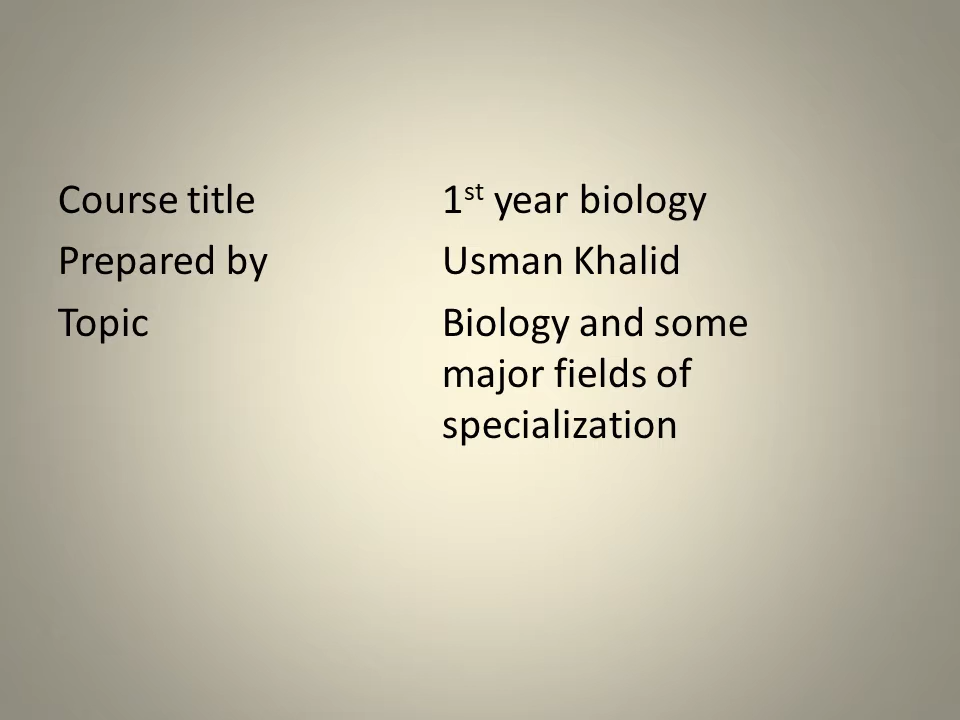 Course title 1st year biology
Prepared by Usman Khalid
Topic Biology and some
major fields of
specialization